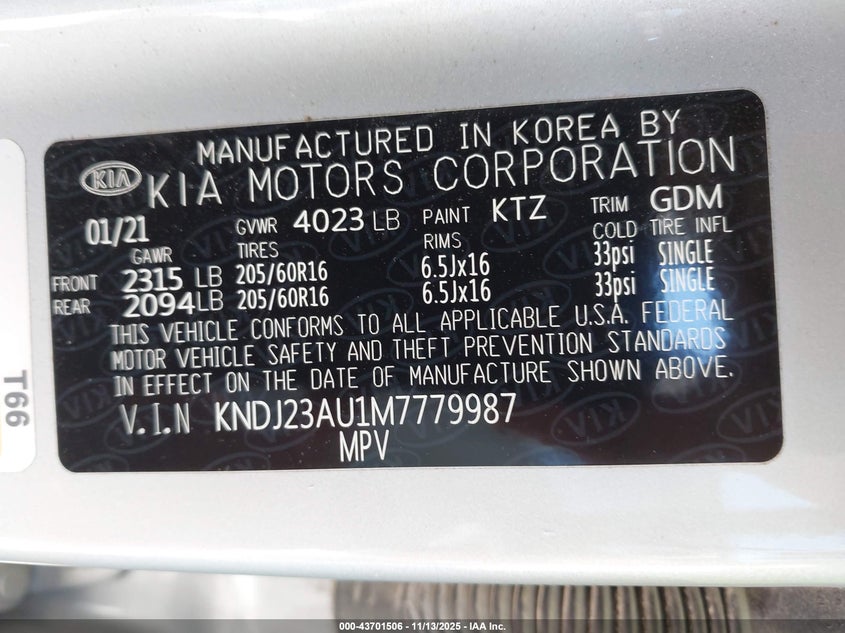 MANUFACTURED IN KOREA BY
KIA KIA MOTORS CORPORATION
01/21 GVWR 4023 LB PAINT KTZ TRIM GDM
GAWR TIRES RIMS COLD TIRE INFL
FRONT 2315 LB 205/60R16 6.5Jx16 33psi SINGLE
REAR 2094 LB 205/60R16 6.5Jx16 33psi SINGLE
THIS VEHICLE CONFORMS TO ALL APPLICABLE U.S.A. FEDERAL
MOTOR VEHICLE SAFETY AND THEFT PREVENTION STANDARDS
IN EFFECT ON THE DATE OF MANUFACTURE SHOWN ABOVE.
V.I.N KNDJ23AU1M7779987
MPV
T66
000-43701506 - 11/13/2025 - IAA Inc.